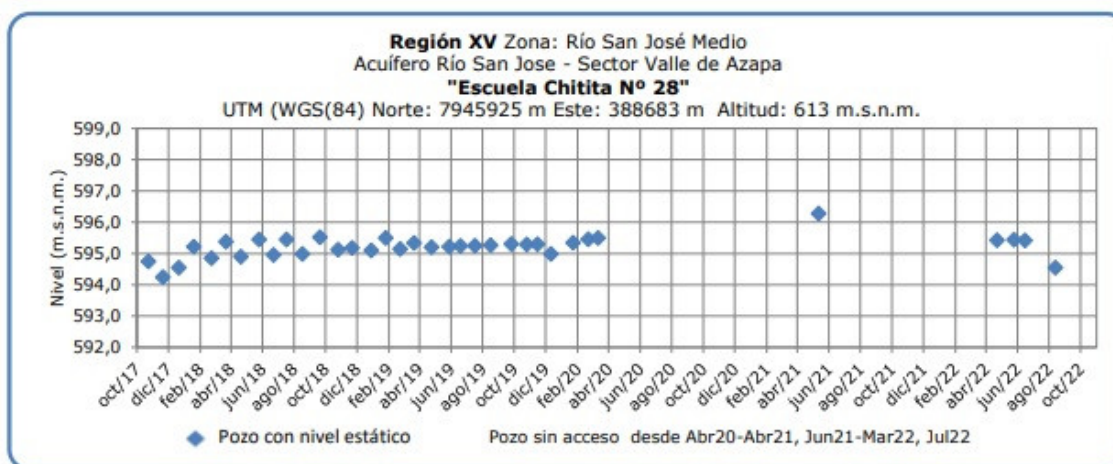 Región XV Zona: Río San José Medio
Acuífero Río San Jose - Sector Valle de Azapa
"Escuela Chitita Nº 28"
UTM (WGS(84) Norte: 7945925 m Este: 388683 m Altitud: 613 m.s.n.m.
Nivel (m.s.n.m.)
599,0
598,0
597,0
596,0
595,0
594,0
593,0
592,0
oct/17
dic/17
feb/18
abr/18
jun/18
ago/18
oct/18
dic/18
feb/19
abr/19
jun/19
ago/19
oct/19
dic/19
feb/20
abr/20
jun/20
ago/20
oct/20
dic/20
feb/21
abr/21
jun/21
ago/21
oct/21
dic/21
feb/22
abr/22
jun/22
ago/22
oct/22
Pozo con nivel estático
Pozo sin acceso desde Abr20-Abr21, Jun21-Mar22, Jul22